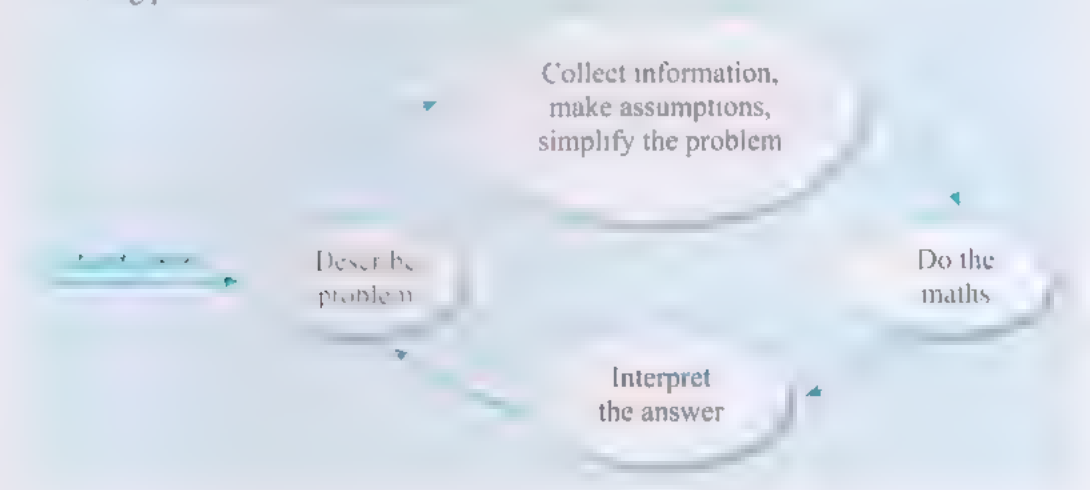 Collect information,
make assumptions,
simplify the problem
Describe
problem
Do the
maths
Interpret
the answer